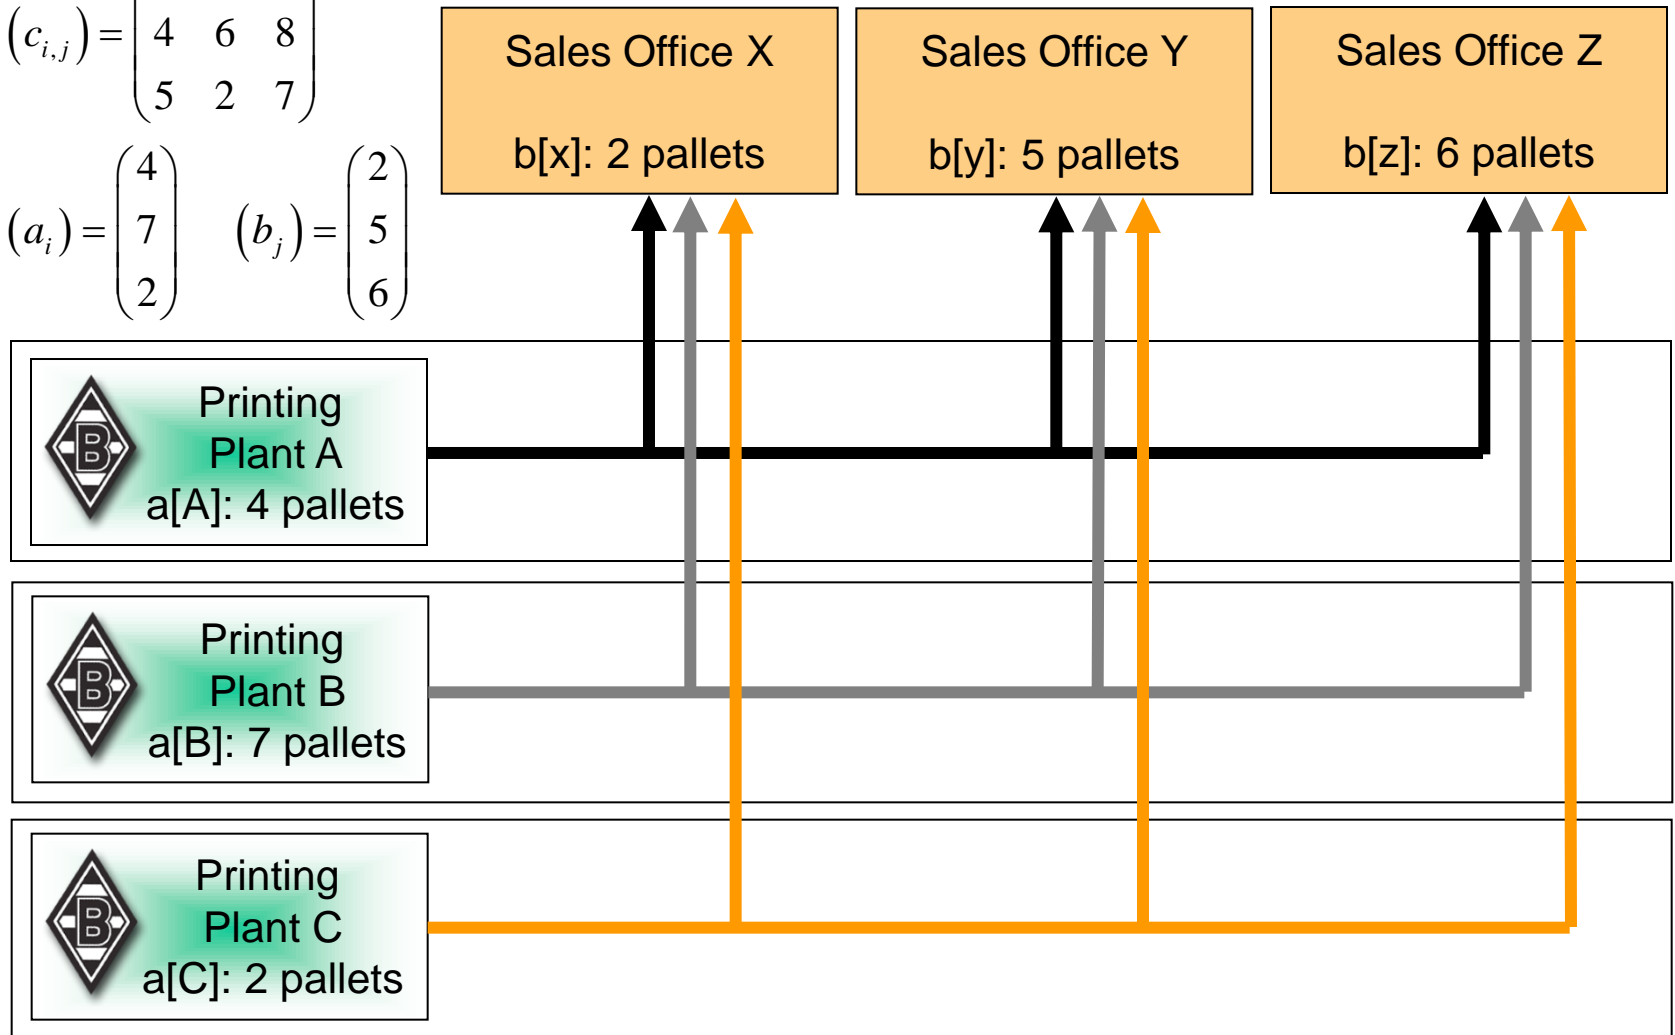 (c_{i,j}) = ( 4 6 8
5 2 7 )
(a_i) = ( 4 7 2 ) (b_j) = ( 2 5 6 )
Sales Office X
b[x]: 2 pallets
Sales Office Y
b[y]: 5 pallets
Sales Office Z
b[z]: 6 pallets
B
Printing
Plant A
a[A]: 4 pallets
B
Printing
Plant B
a[B]: 7 pallets
B
Printing
Plant C
a[C]: 2 pallets